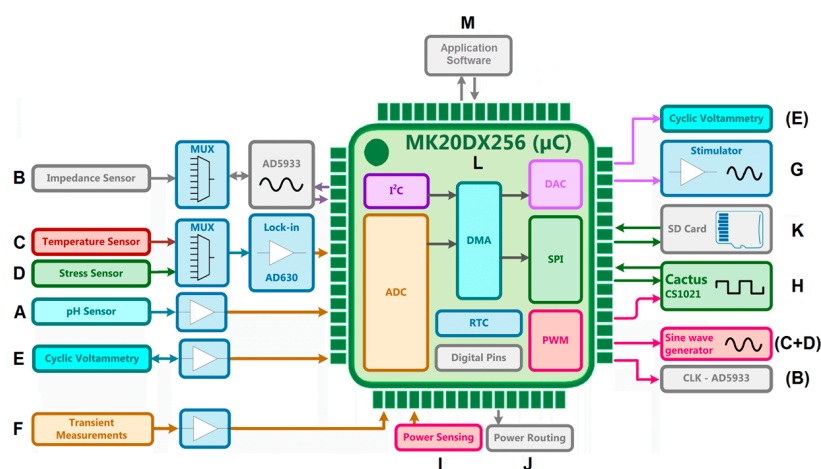 M
Application
Software
MK20DX256 (µC)
L
Cyclic Voltammetry
(E)
MUX
AD5933
Stimulator
G
B
Impedance Sensor
I²C
DAC
MUX
Lock-in
AD630
SD Card
K
C
Temperature Sensor
D
Stress Sensor
DMA
SPI
ADC
Cactus
CS1021
H
A
pH Sensor
RTC
PWM
Sine wave
generator
(C+D)
E
Cyclic Voltammetry
Digital Pins
CLK - AD5933
(B)
F
Transient
Measurements
Power Sensing
Power Routing
I
J